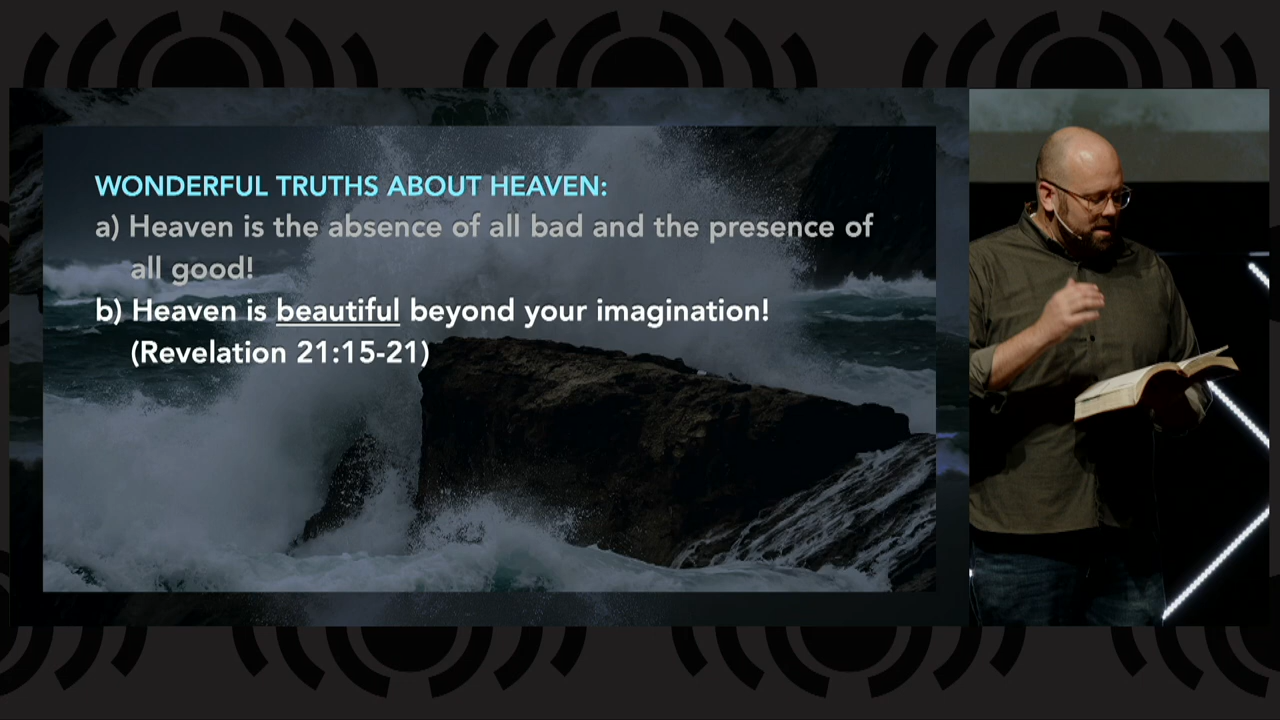 WONDERFUL TRUTHS ABOUT HEAVEN:
a) Heaven is the absence of all bad and the presence of
all good!
b) Heaven is beautiful beyond your imagination!
(Revelation 21:15-21)